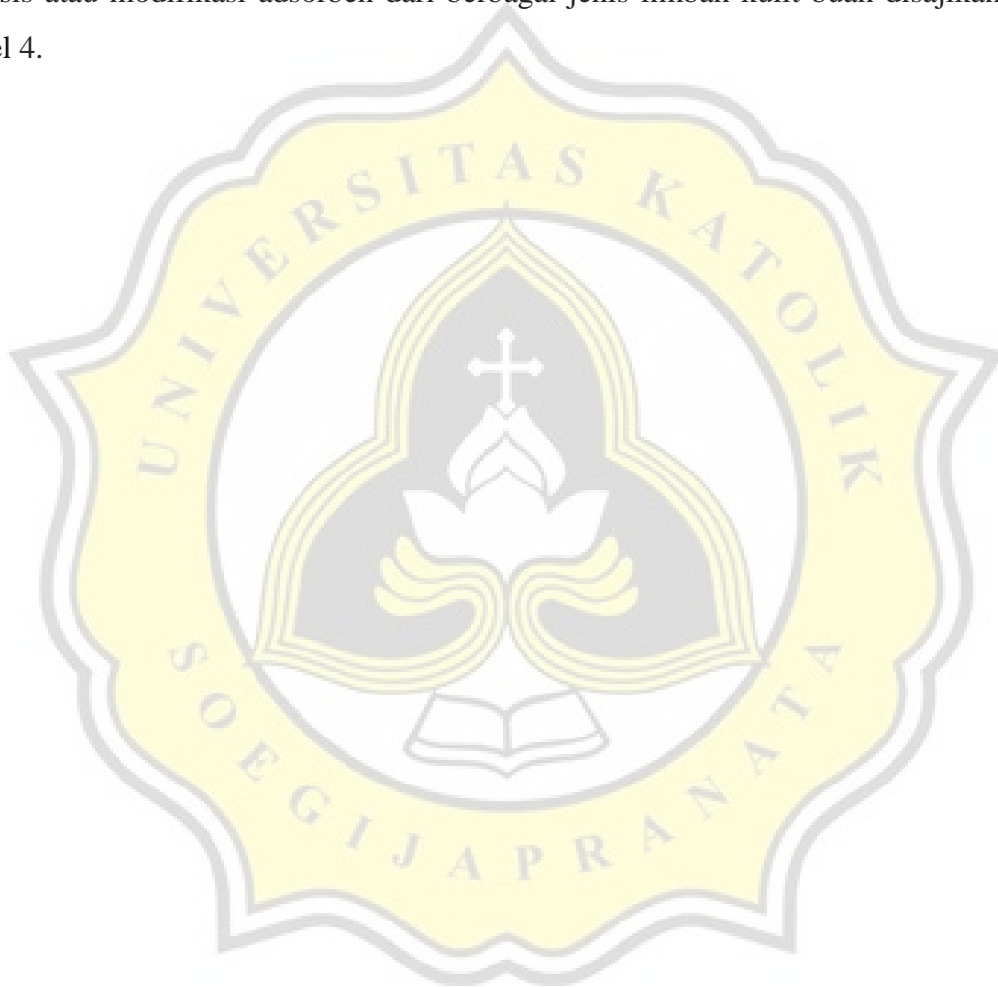 sis atau modifikasi adsorben dari berbagai jenis limbah kulit buah disajikan
el 4.
UNIVERSITAS KATOLIK
SOEGIJAPRANATA